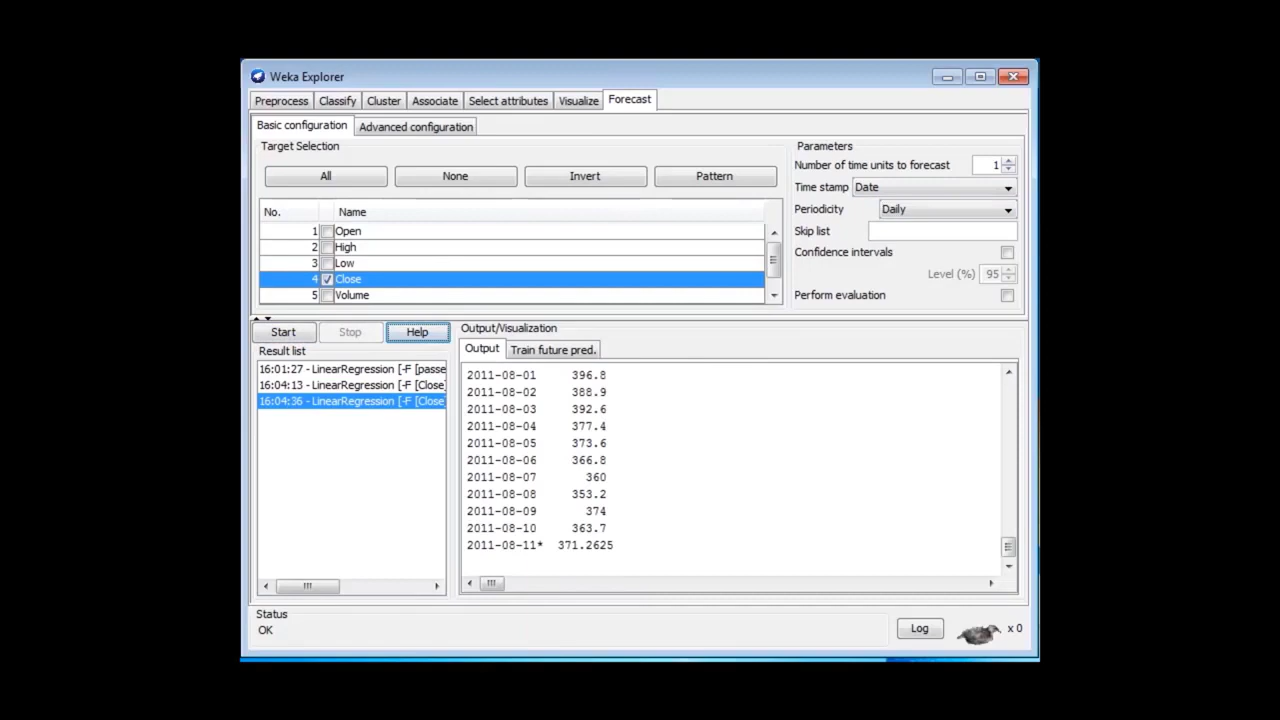 Weka Explorer
Preprocess Classify Cluster Associate Select attributes Visualize Forecast
Basic configuration Advanced configuration
Target Selection
All None Invert Pattern
No. Name
1 Open
2 High
3 Low
4 Close
5 Volume
Parameters
Number of time units to forecast 1
Time stamp Date
Periodicity Daily
Skip list
Confidence intervals
Level (%) 95
Perform evaluation
Start Stop Help
Result list
16:01:27 - LinearRegression [-F [passe
16:04:13 - LinearRegression [-F [Close]
16:04:36 - LinearRegression [-F [Close
Output/Visualization
Output Train future pred.
2011-08-01 396.8
2011-08-02 388.9
2011-08-03 392.6
2011-08-04 377.4
2011-08-05 373.6
2011-08-06 366.8
2011-08-07 360
2011-08-08 353.2
2011-08-09 374
2011-08-10 363.7
2011-08-11* 371.2625
Status
OK
Log x 0